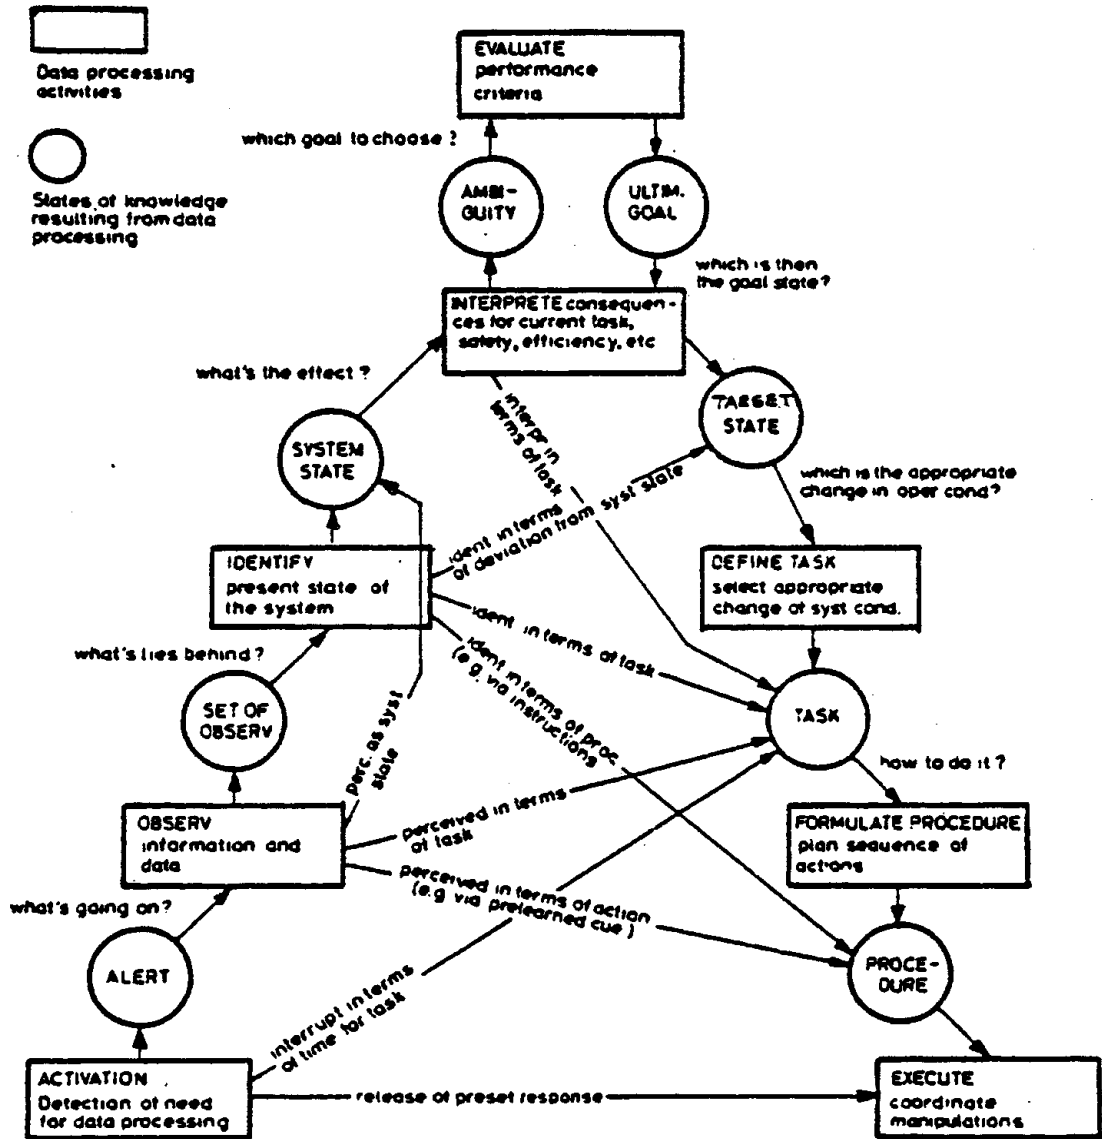 EVALUATE
performance
criteria
Data processing
activities
which goal to choose?
AMBI-
GUITY
ULTIM.
GOAL
States of knowledge
resulting from data
processing
which is then
the goal state?
INTERPRETE consequen-
ces for current task,
safety, efficiency, etc
what's the effect?
TARGET
STATE
interpr in
terms of task
SYSTEM
STATE
which is the appropriate
change in oper cond?
ident in terms
of deviation from syst state
IDENTIFY
present state of
the system
DEFINE TASK
select appropriate
change of syst cond.
ident in terms of task
what's lies behind?
ident in terms of proc.
(e.g. via instructions
SET OF
OBSERV
TASK
perc. as syst
state
how to do it?
perceived in terms
of task
OBSERV
information and
data
FORMULATE PROCEDURE
plan sequence of
actions
perceived in terms of action
(e.g via prelearned cue)
what's going on?
ALERT
PROCE-
DURE
interrupt in terms
of time for task
ACTIVATION
Detection of need
for data processing
release of preset response
EXECUTE
coordinate
manipulations